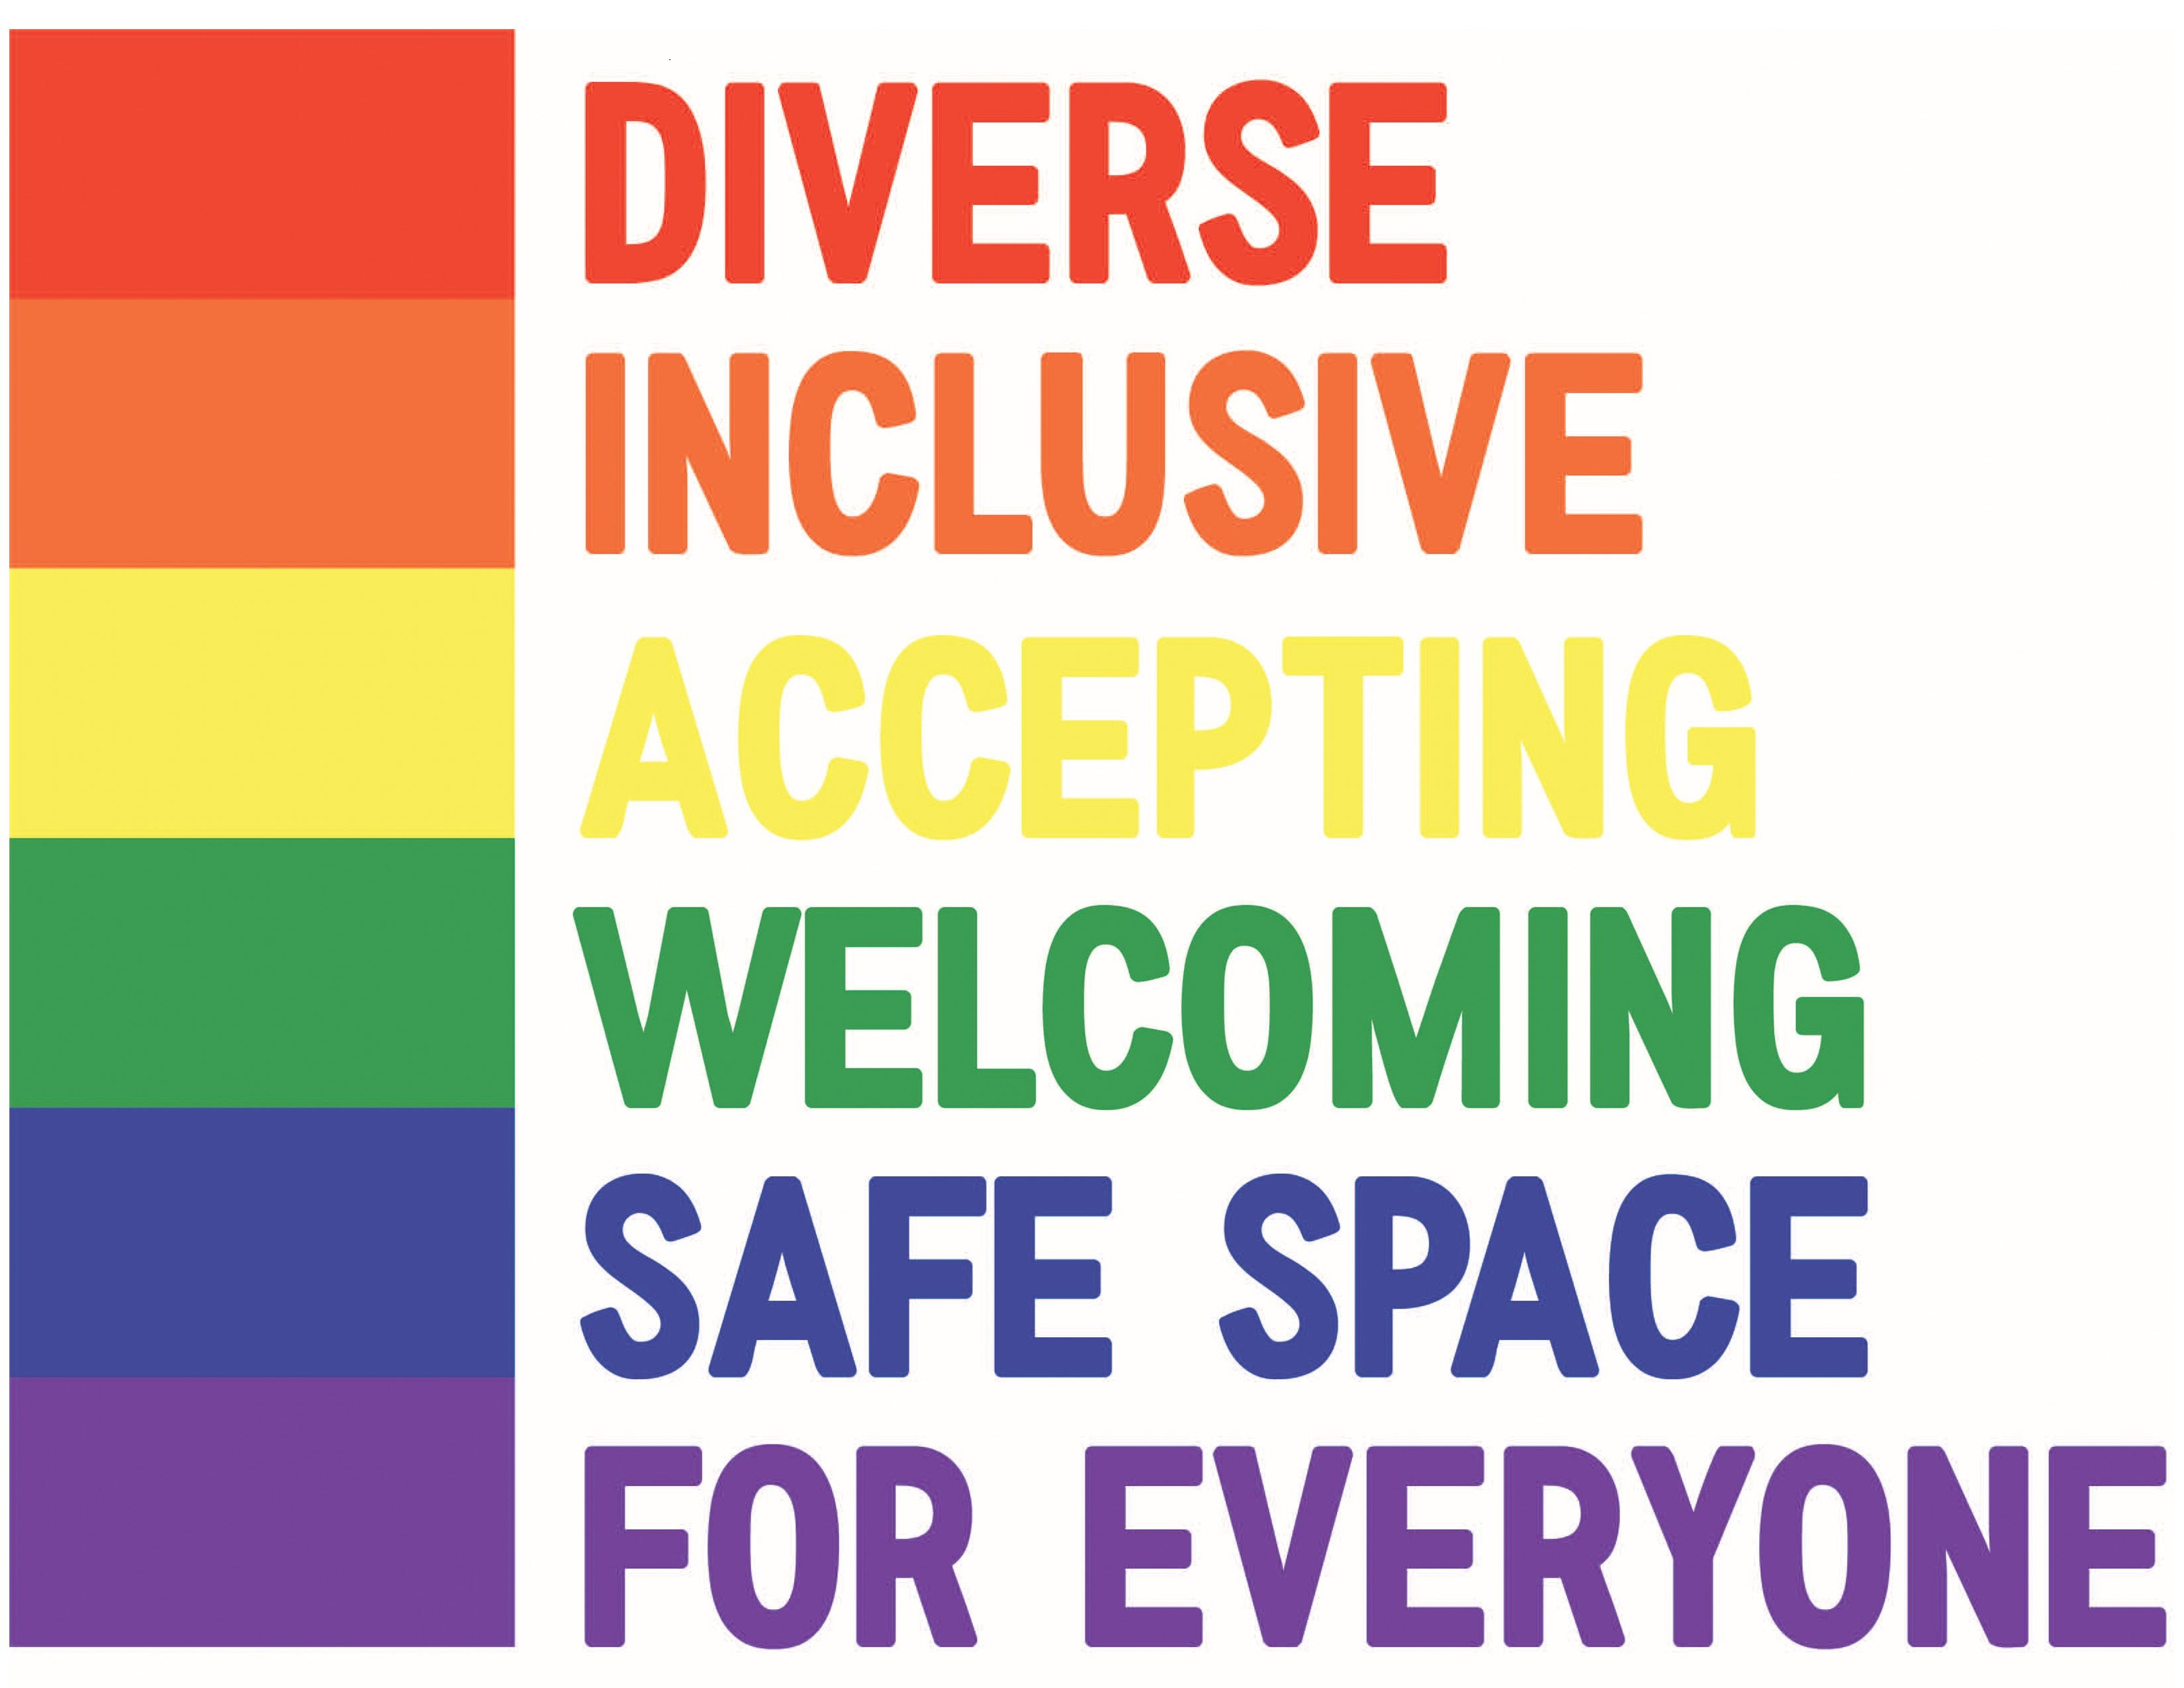 DIVERSE
INCLUSIVE
ACCEPTING
WELCOMING
SAFE SPACE
FOR EVERYONE